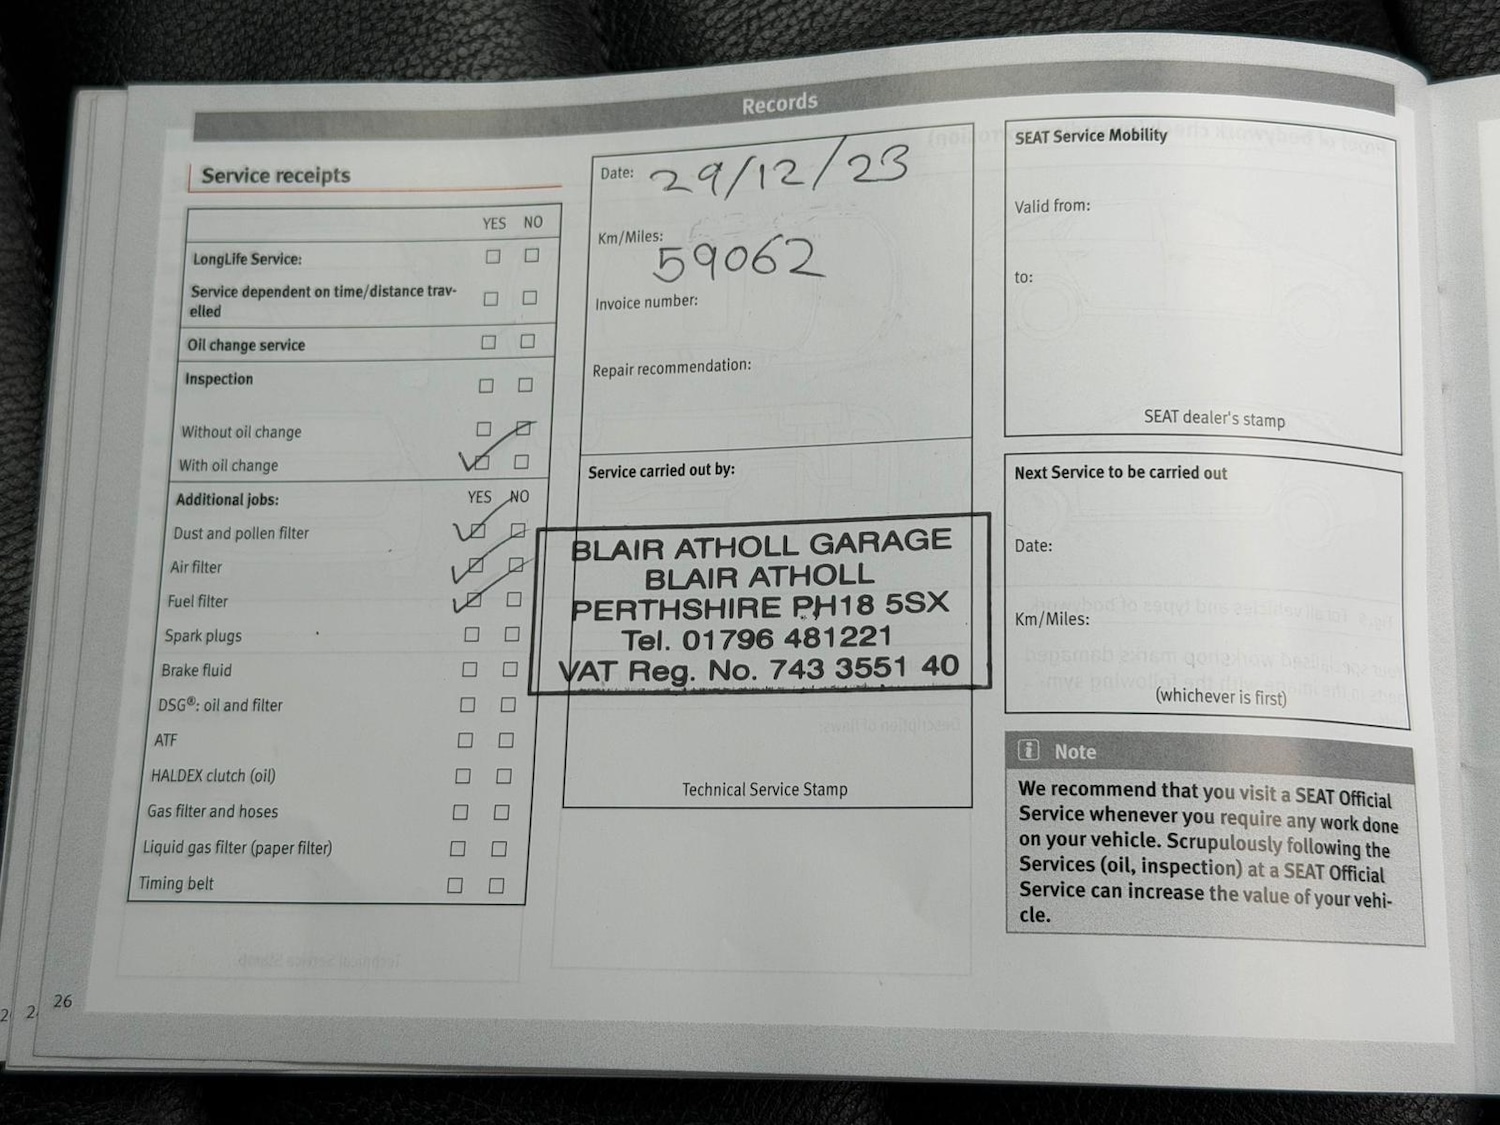 Records
Service receipts
YES NO
LongLife Service:
Service dependent on time/distance trav-
elled
Oil change service
Inspection
Without oil change
With oil change
Additional jobs: YES NO
Dust and pollen filter
Air filter
Fuel filter
Spark plugs
Brake fluid
DSG®: oil and filter
ATF
HALDEX clutch (oil)
Gas filter and hoses
Liquid gas filter (paper filter)
Timing belt
26
Date: 29/12/23
Km/Miles:
59062
Invoice number:
Repair recommendation:
Service carried out by:
BLAIR ATHOLL GARAGE
BLAIR ATHOLL
PERTHSHIRE PH18 5SX
Tel. 01796 481221
VAT Reg. No. 743 3551 40
Technical Service Stamp
SEAT Service Mobility
Valid from:
to:
SEAT dealer's stamp
Next Service to be carried out
Date:
Km/Miles:
(whichever is first)
i Note
We recommend that you visit a SEAT Official
Service whenever you require any work done
on your vehicle. Scrupulously following the
Services (oil, inspection) at a SEAT Official
Service can increase the value of your vehi-
cle.